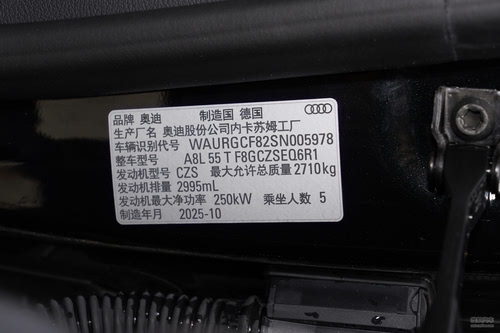 品牌 奥迪 制造国 德国
生产厂名 奥迪股份公司内卡苏姆工厂
车辆识别代号 WAURGCF82SN005978
整车型号 A8L 55 T F8GCZSEQ6R1
发动机型号 CZS 最大允许总质量 2710kg
发动机排量 2995mL
发动机最大净功率 250kW 乘坐人数 5
制造年月 2025-10